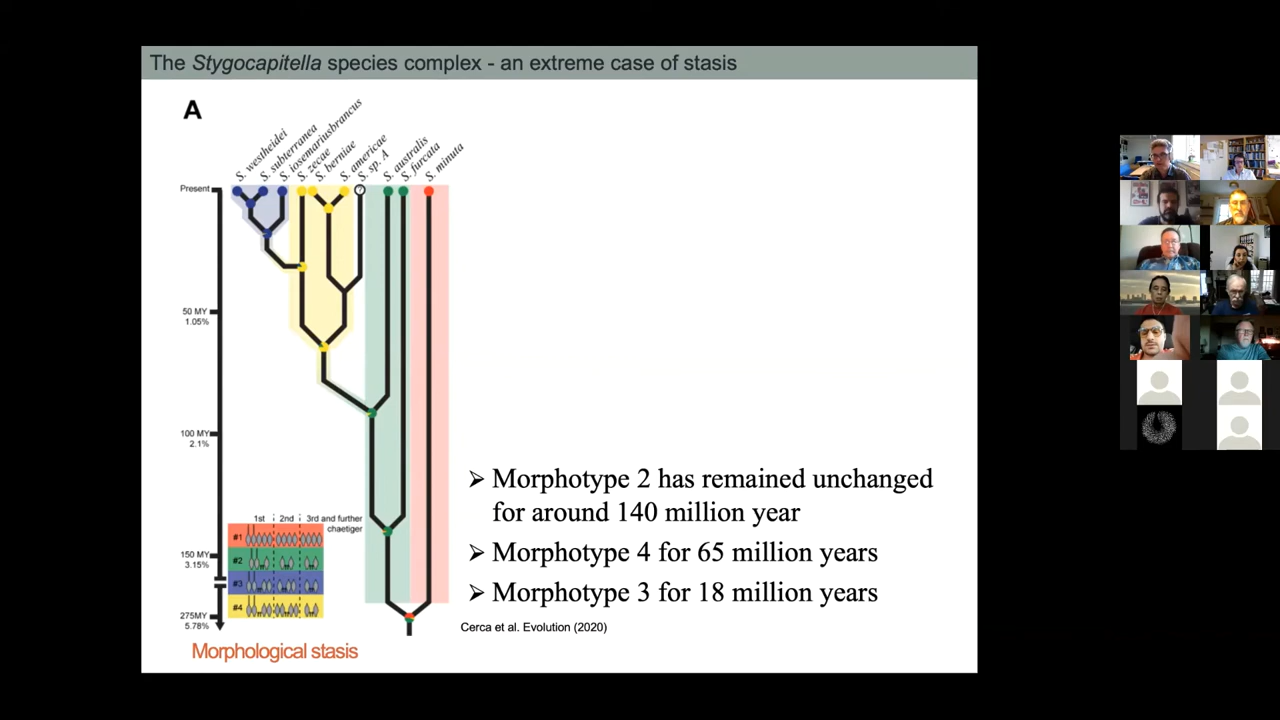 The Stygocapitella species complex - an extreme case of stasis
A
S. westheidei
S. subterranea
S. josemariusbrancus
S. zecae
S. berniae
S. americae
S. sp. A
S. australis
S. furcata
S. minuta
Present
?
50 MY
1.05%
100 MY
2.1%
1st 2nd 3rd and further
chaetiger
#1
#2
#3
#4
150 MY
3.15%
275MY
5.78%
Morphological stasis
➢ Morphotype 2 has remained unchanged
for around 140 million year
➢ Morphotype 4 for 65 million years
➢ Morphotype 3 for 18 million years
Cerca et al. Evolution (2020)